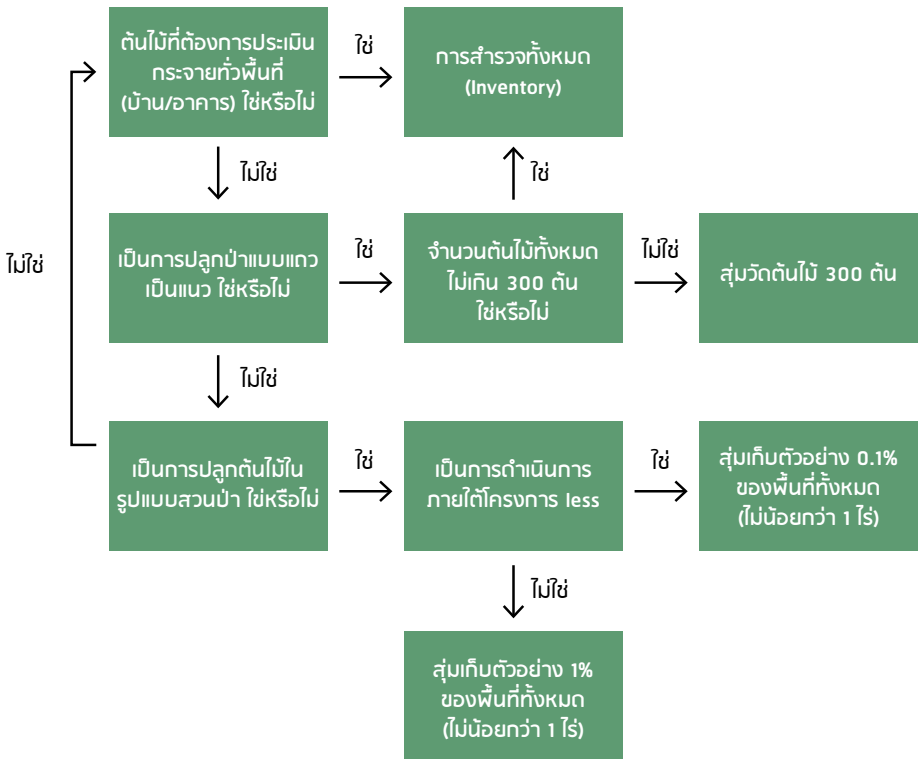 ต้นไม้ที่ต้องการประเมิน
กระจายทั่วพื้นที่
(บ้าน/อาคาร) ใช่หรือไม่
ใช่
การสำรวจทั้งหมด
(Inventory)
ไม่ใช่
ใช่
ไม่ใช่
เป็นการปลูกป่าแบบแถว
เป็นแนว ใช่หรือไม่
ใช่
จำนวนต้นไม้ทั้งหมด
ไม่เกิน 300 ต้น
ใช่หรือไม่
ไม่ใช่
สุ่มวัดต้นไม้ 300 ต้น
ไม่ใช่
เป็นการปลูกต้นไม้ใน
รูปแบบสวนป่า ใช่หรือไม่
ใช่
เป็นการดำเนินการ
ภายใต้โครงการ less
ใช่
สุ่มเก็บตัวอย่าง 0.1%
ของพื้นที่ทั้งหมด
(ไม่น้อยกว่า 1 ไร่)
ไม่ใช่
สุ่มเก็บตัวอย่าง 1%
ของพื้นที่ทั้งหมด
(ไม่น้อยกว่า 1 ไร่)